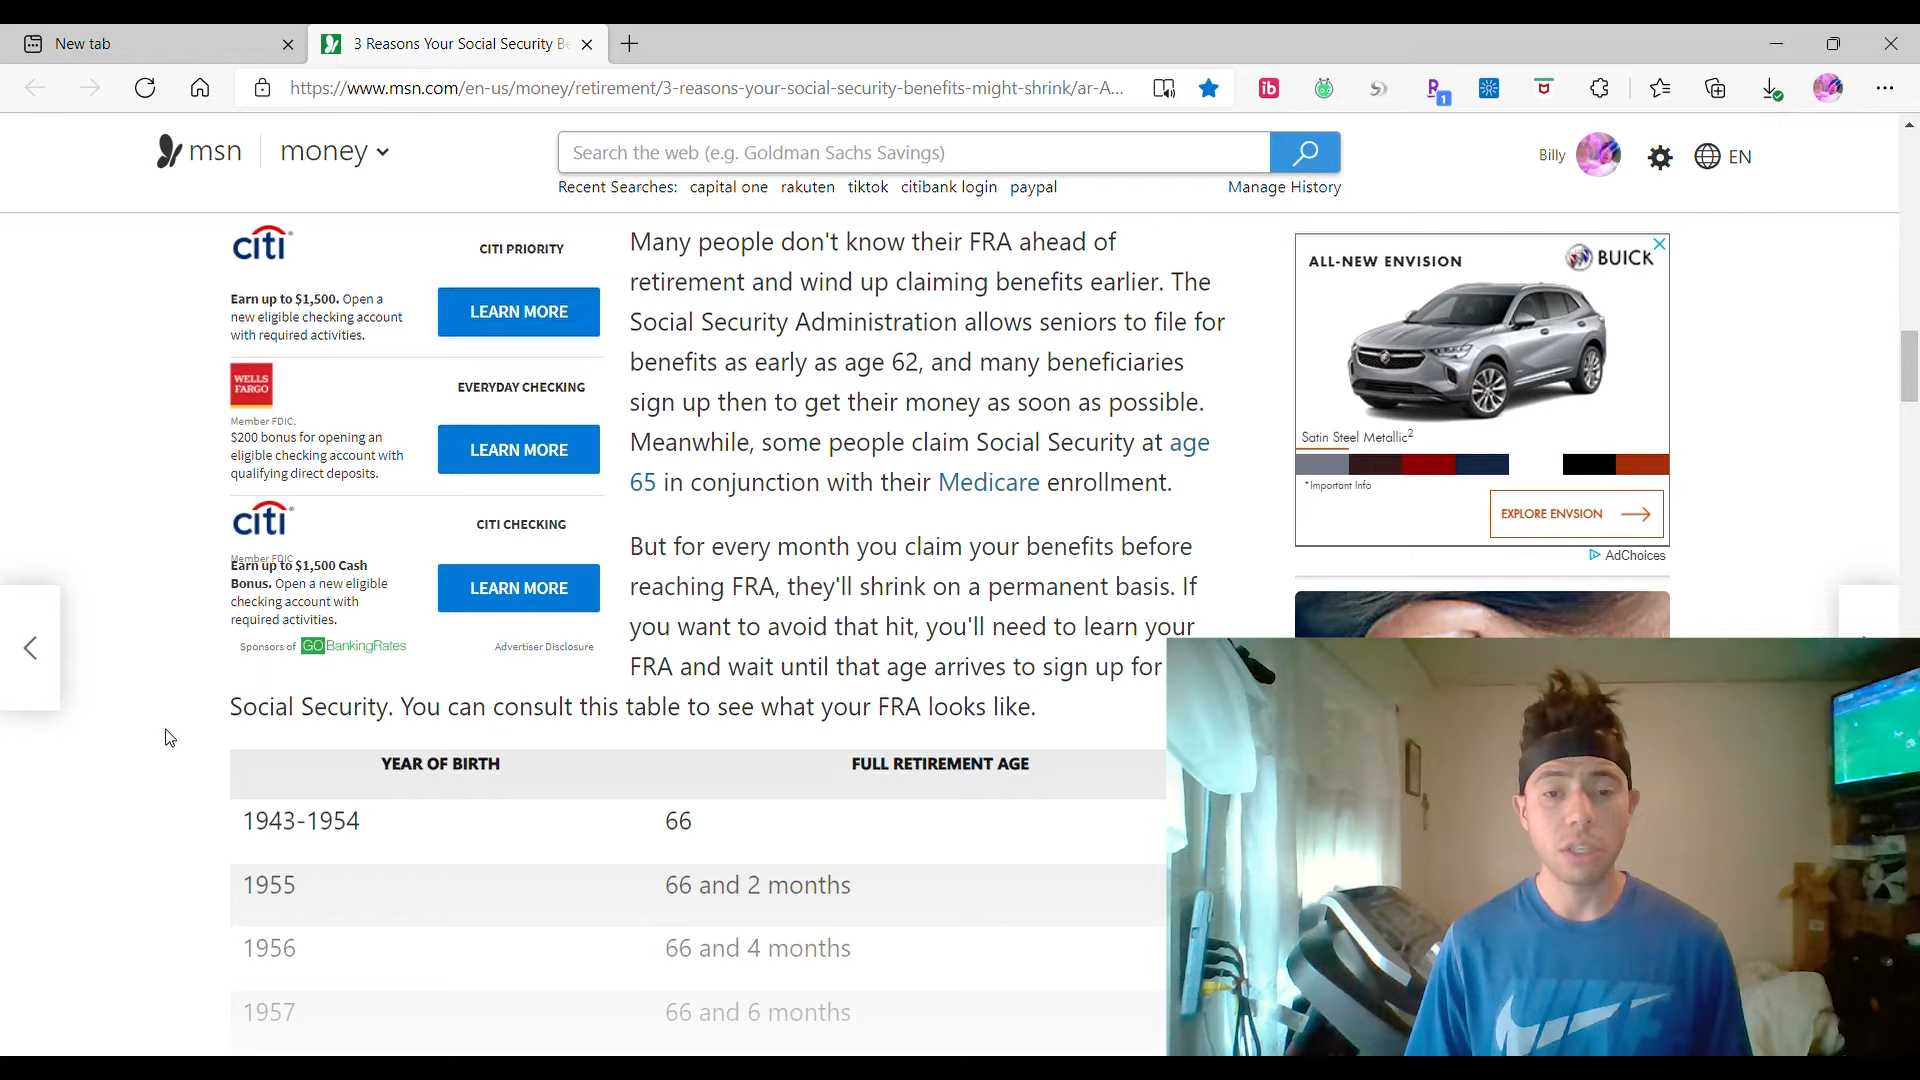 New tab
3 Reasons Your Social Security Be
https://www.msn.com/en-us/money/retirement/3-reasons-your-social-security-benefits-might-shrink/ar-A...
msn
money
Search the web (e.g. Goldman Sachs Savings)
Recent Searches: capital one rakuten tiktok citibank login paypal
Manage History
Billy
EN
citi
CITI PRIORITY
Earn up to $1,500. Open a
new eligible checking account
with required activities.
LEARN MORE
WELLS
FARGO
EVERYDAY CHECKING
Member FDIC.
$200 bonus for opening an
eligible checking account with
qualifying direct deposits.
LEARN MORE
citi
CITI CHECKING
Member FDIC
Earn up to $1,500 Cash
Bonus. Open a new eligible
checking account with
required activities.
LEARN MORE
Sponsors of GOBankingRates
Advertiser Disclosure
Many people don't know their FRA ahead of
retirement and wind up claiming benefits earlier. The
Social Security Administration allows seniors to file for
benefits as early as age 62, and many beneficiaries
sign up then to get their money as soon as possible.
Meanwhile, some people claim Social Security at age
65 in conjunction with their Medicare enrollment.
But for every month you claim your benefits before
reaching FRA, they'll shrink on a permanent basis. If
you want to avoid that hit, you'll need to learn your
FRA and wait until that age arrives to sign up for
Social Security. You can consult this table to see what your FRA looks like.
YEAR OF BIRTH FULL RETIREMENT AGE
1943-1954 66
1955 66 and 2 months
1956 66 and 4 months
1957 66 and 6 months
ALL-NEW ENVISION
BUICK
Satin Steel Metallic2
*Important Info
EXPLORE ENVSION
AdChoices